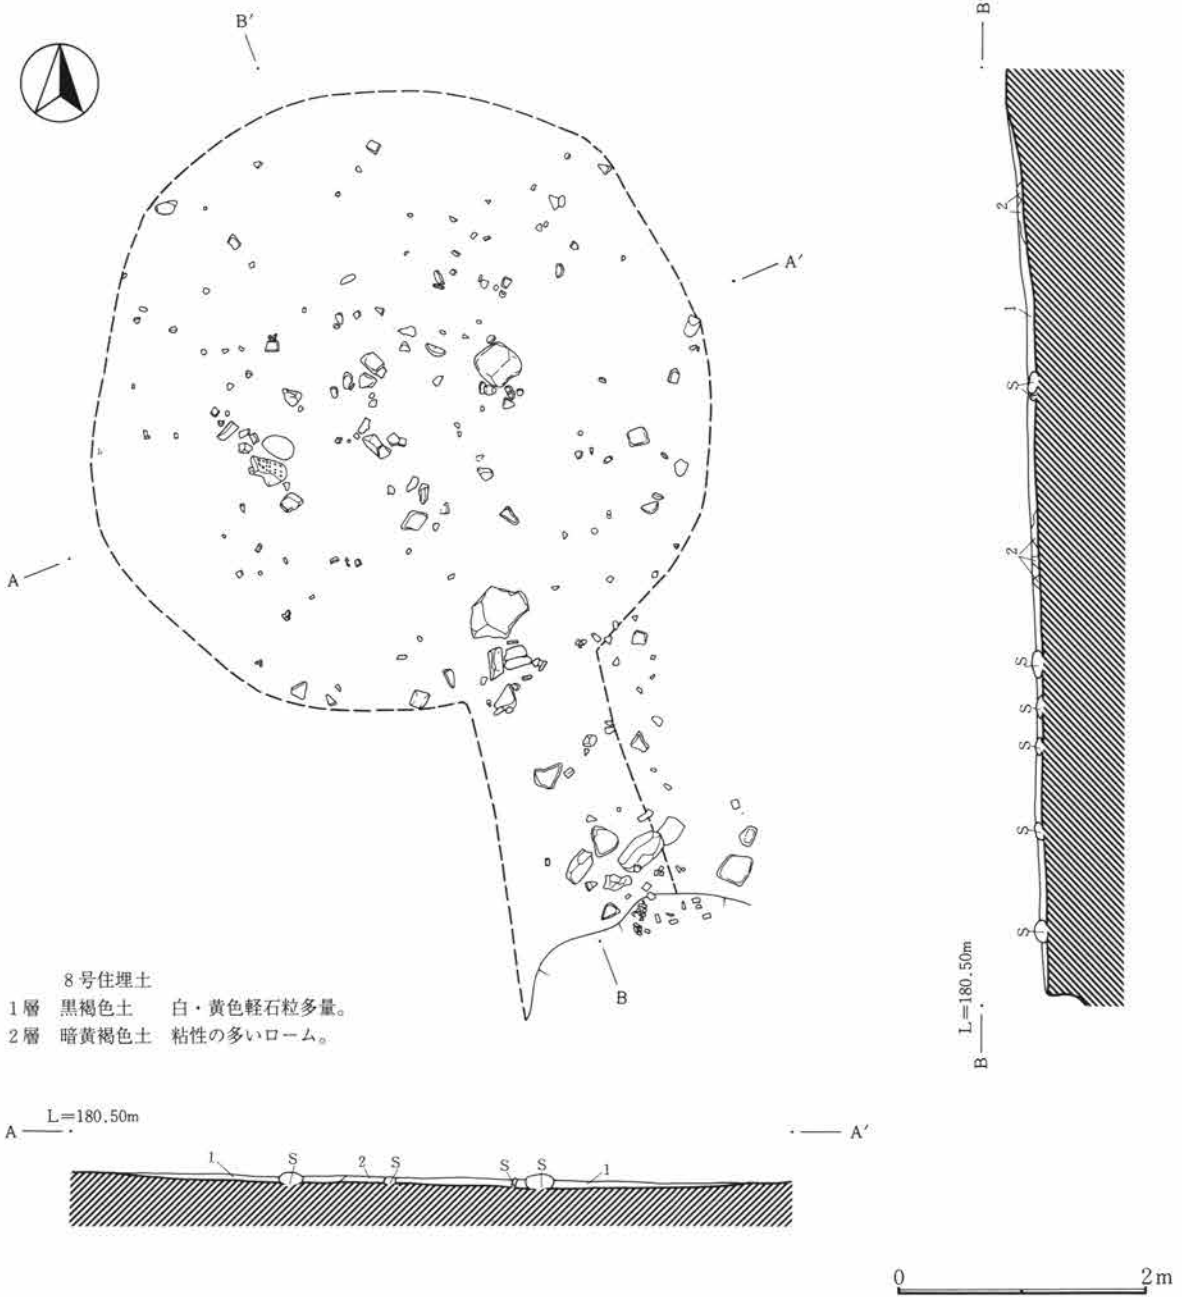 B′
B
A′
A
B
8号住埋土
1層 黒褐色土 白・黄色軽石粒多量。
2層 暗黄褐色土 粘性の多いローム。
2
1
S
2
S
S
S
S
S
L=180.50m
B
L=180.50m
A
A′
1
S
2
S
S
S
1
0
2m